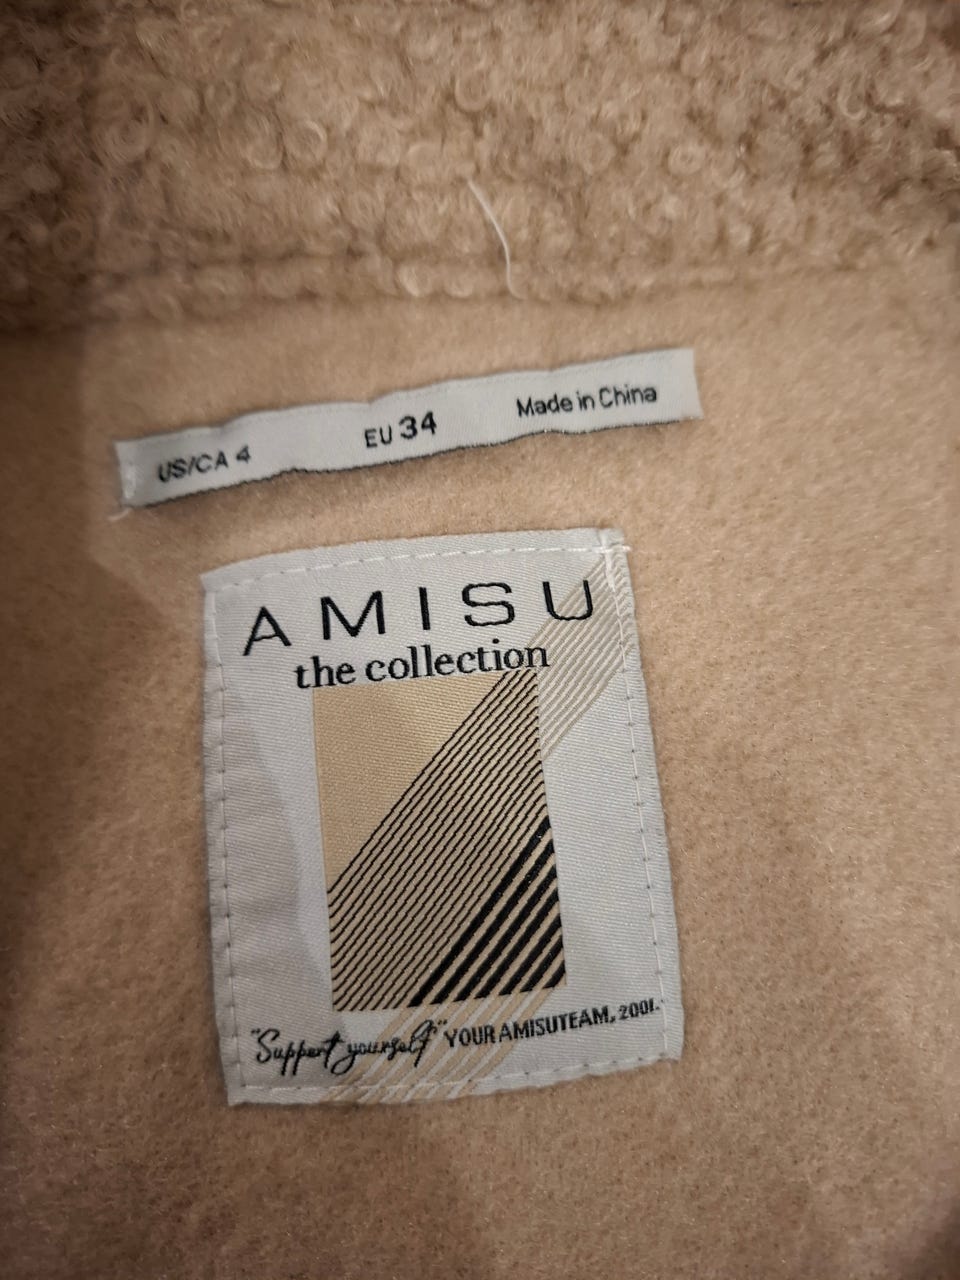 US/CA 4 EU 34 Made in China
AMISU
the collection
"Support yourself" YOUR AMISUTEAM, 2001.